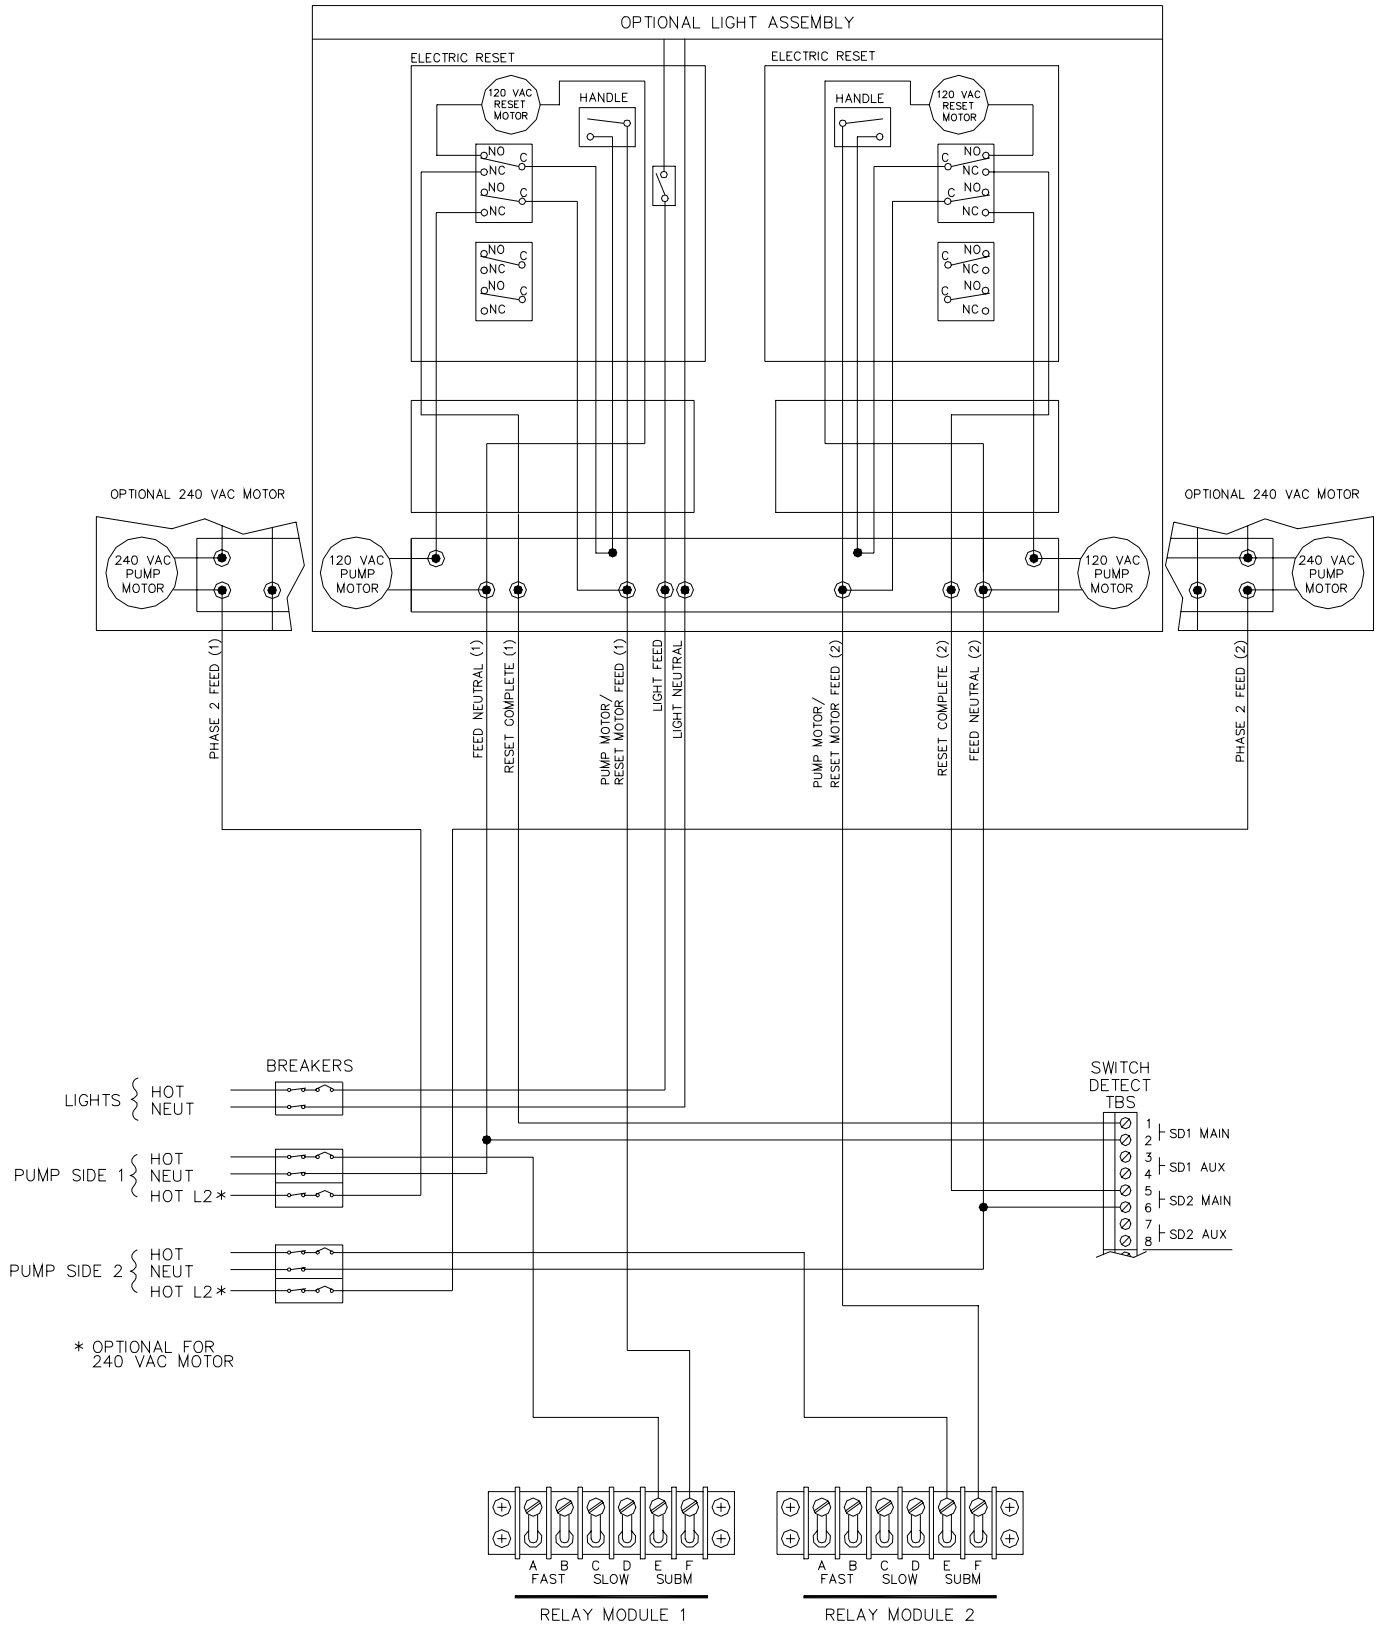 OPTIONAL LIGHT ASSEMBLY
ELECTRIC RESET
120 VAC
RESET
MOTOR
HANDLE
NO
C
NC
NO
C
NC
NO
C
NC
NO
C
NC
ELECTRIC RESET
HANDLE
120 VAC
RESET
MOTOR
NO
C
NC
NO
C
NC
NO
C
NC
NO
C
NC
OPTIONAL 240 VAC MOTOR
240 VAC
PUMP
MOTOR
120 VAC
PUMP
MOTOR
120 VAC
PUMP
MOTOR
OPTIONAL 240 VAC MOTOR
240 VAC
PUMP
MOTOR
PHASE 2 FEED (1)
FEED NEUTRAL (1)
RESET COMPLETE (1)
PUMP MOTOR/
RESET MOTOR FEED (1)
LIGHT FEED
LIGHT NEUTRAL
PUMP MOTOR/
RESET MOTOR FEED (2)
RESET COMPLETE (2)
FEED NEUTRAL (2)
PHASE 2 FEED (2)
BREAKERS
LIGHTS
HOT
NEUT
PUMP SIDE 1
HOT
NEUT
HOT L2*
PUMP SIDE 2
HOT
NEUT
HOT L2*
* OPTIONAL FOR
240 VAC MOTOR
SWITCH
DETECT
TBS
1
2
SD1 MAIN
3
4
SD1 AUX
5
6
SD2 MAIN
7
8
SD2 AUX
A B C D E F
FAST SLOW SUBM
RELAY MODULE 1
A B C D E F
FAST SLOW SUBM
RELAY MODULE 2